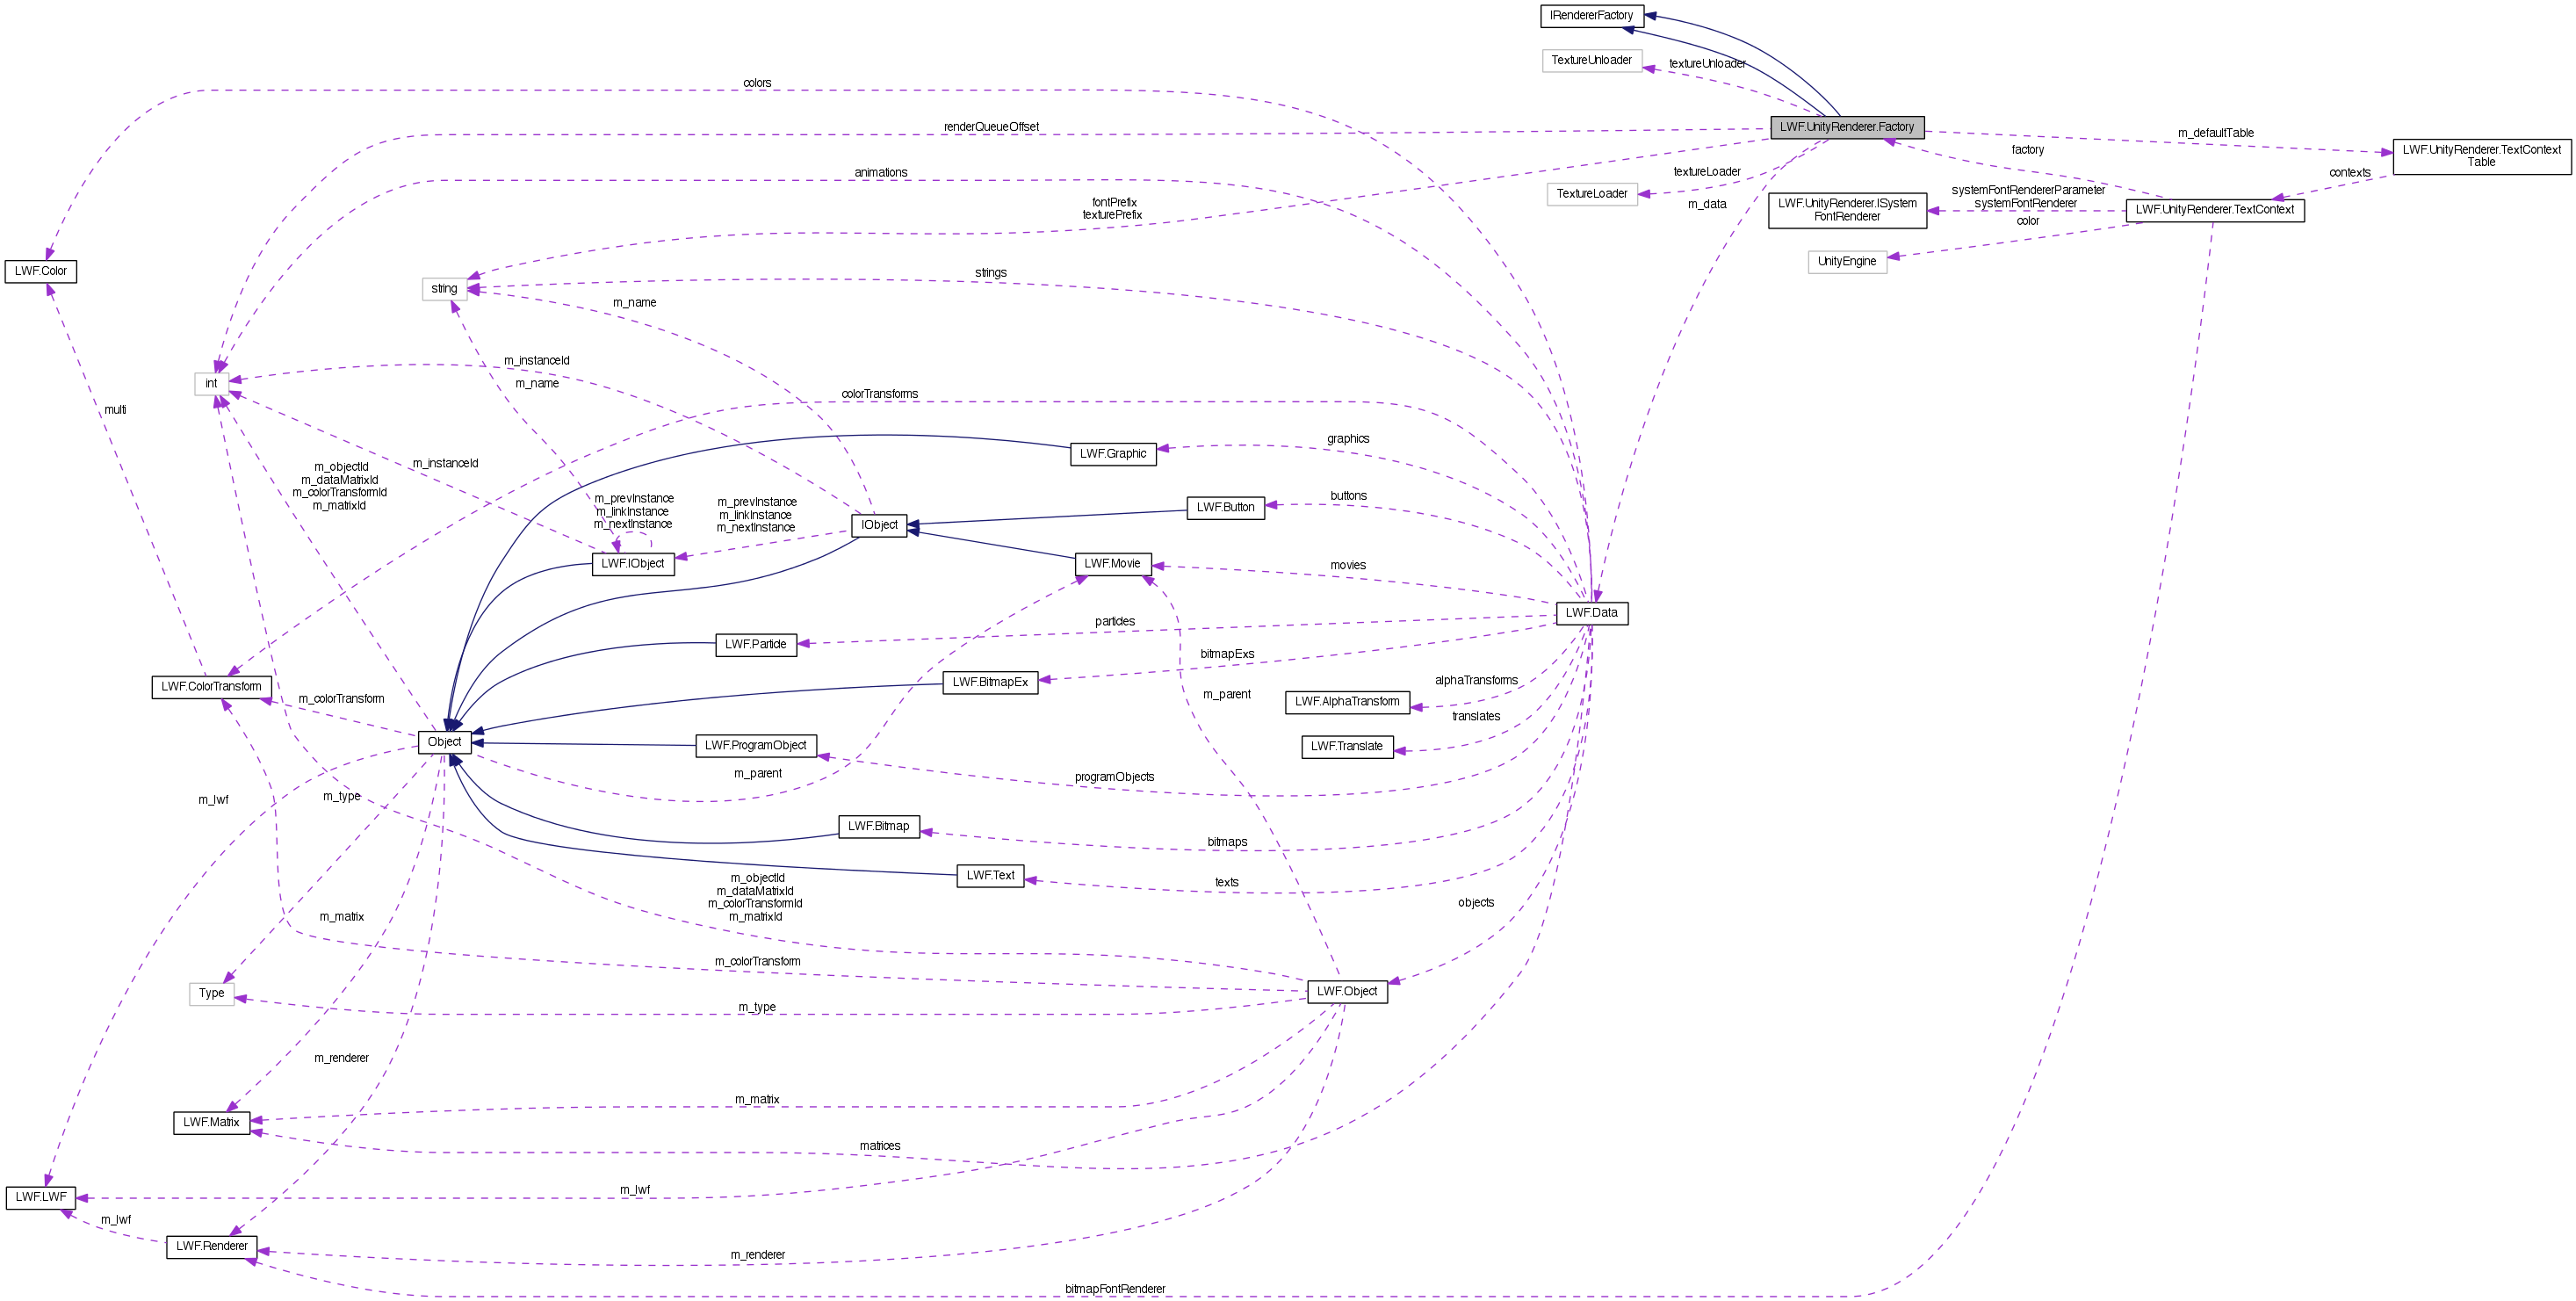 IRendererFactory
TextureUnloader
textureUnloader
colors
renderQueueOffset
LWF.UnityRenderer.Factory
m_defaultTable
LWF.UnityRenderer.TextContext
Table
factory
animations
textureLoader
contexts
TextureLoader
systemFontRendererParameter
systemFontRenderer
fontPrefix
texturePrefix
m_data
LWF.UnityRenderer.ISystem
FontRenderer
LWF.UnityRenderer.TextContext
color
UnityEngine
LWF.Color
strings
string
m_name
m_instanceId
int
m_name
colorTransforms
multi
graphics
LWF.Graphic
m_instanceId
m_objectId
m_dataMatrixId
m_colorTransformId
m_matrixId
m_prevInstance
m_linkInstance
m_nextInstance
m_prevInstance
m_linkInstance
m_nextInstance
buttons
LWF.Button
IObject
LWF.IObject
LWF.Movie
movies
LWF.Data
particles
LWF.Particle
bitmapExs
LWF.BitmapEx
LWF.ColorTransform
m_colorTransform
m_parent
alphaTransforms
LWF.AlphaTransform
translates
LWF.Translate
Object
LWF.ProgramObject
m_parent
programObjects
m_lwf
m_type
LWF.Bitmap
bitmaps
LWF.Text
texts
m_objectId
m_dataMatrixId
m_colorTransformId
m_matrixId
objects
m_matrix
m_colorTransform
Type
LWF.Object
m_type
m_renderer
m_matrix
LWF.Matrix
matrices
LWF.LWF
m_lwf
m_lwf
LWF.Renderer
m_renderer
bitmapFontRenderer